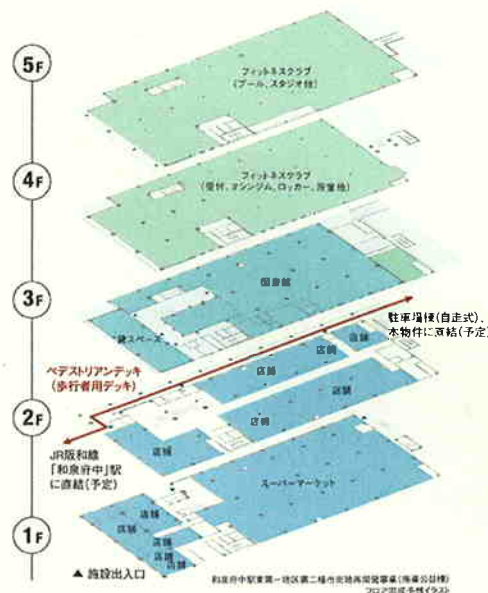 5F
フィットネスクラブ
(プール、スタジオ他)
4F
フィットネスクラブ
(受付、マシンジム、ロッカー、浴室他)
3F
図書館
駐車場棟(自走式)、
本物件に直結(予定)
ペデストリアンデッキ
(歩行者用デッキ)
店舗
店舗
店舗
店舗
2F
店舗
JR阪和線
「和泉府中」駅
に直結(予定)
スーパーマーケット
1F
店舗
店舗
店舗
店舗
▲ 施設出入口
和泉府中駅東第一地区第二種市街地再開発事業(商業公益棟)
フロア完成予想イラスト